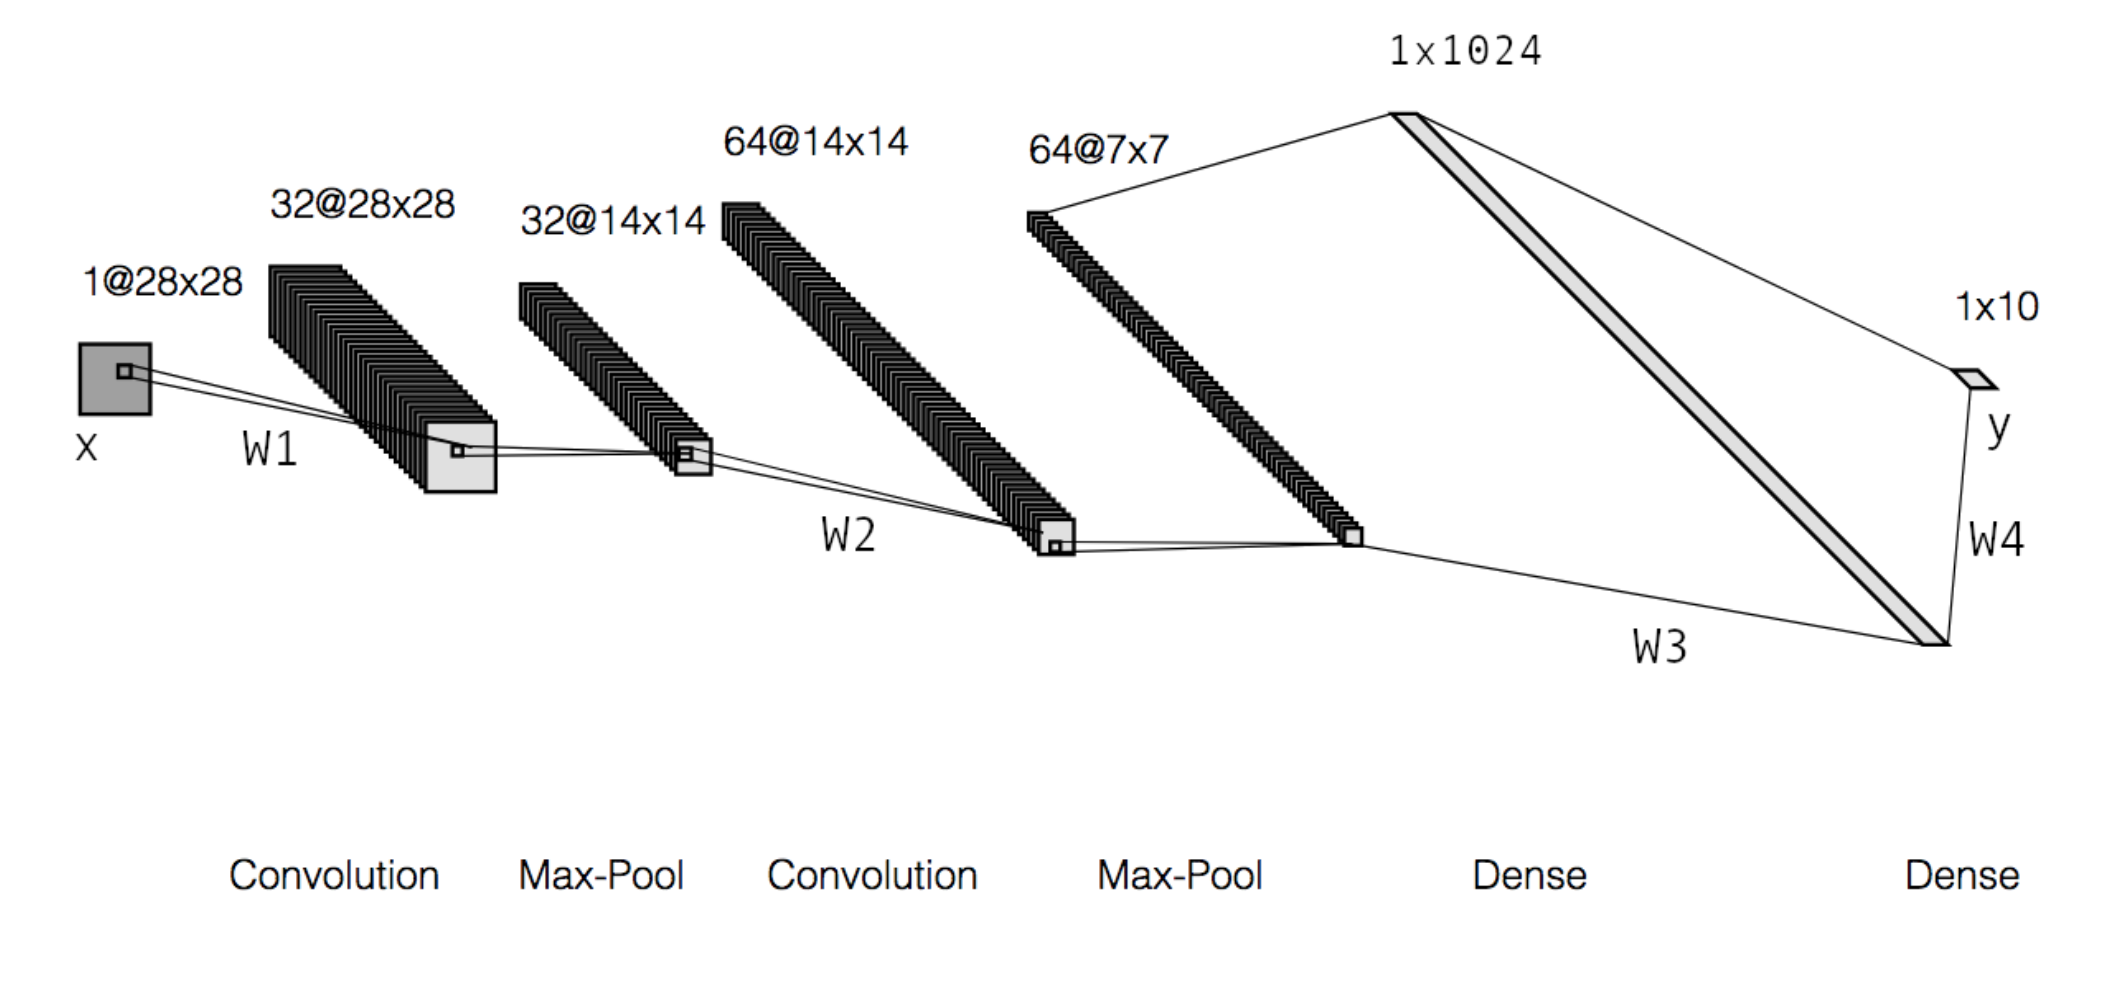 1x1024
64@14x14
64@7x7
32@28x28
32@14x14
1@28x28
1x10
x
W1
y
W2
W4
W3
Convolution
Max-Pool
Convolution
Max-Pool
Dense
Dense